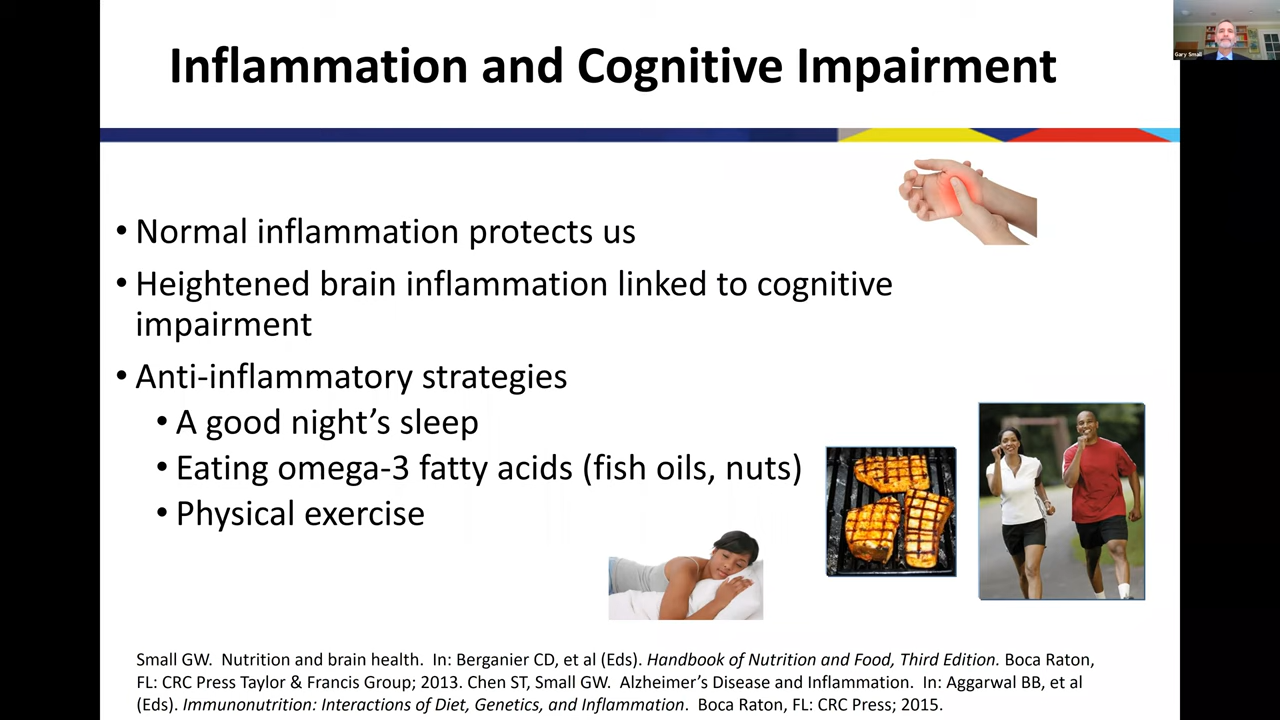 Inflammation and Cognitive Impairment
Gary Small
• Normal inflammation protects us
• Heightened brain inflammation linked to cognitive
impairment
• Anti-inflammatory strategies
• A good night’s sleep
• Eating omega-3 fatty acids (fish oils, nuts)
• Physical exercise
Small GW.  Nutrition and brain health.  In: Berganier CD, et al (Eds). Handbook of Nutrition and Food, Third Edition. Boca Raton,
FL: CRC Press Taylor & Francis Group; 2013. Chen ST, Small GW.  Alzheimer’s Disease and Inflammation.  In: Aggarwal BB, et al
(Eds). Immunonutrition: Interactions of Diet, Genetics, and Inflammation.  Boca Raton, FL: CRC Press; 2015.